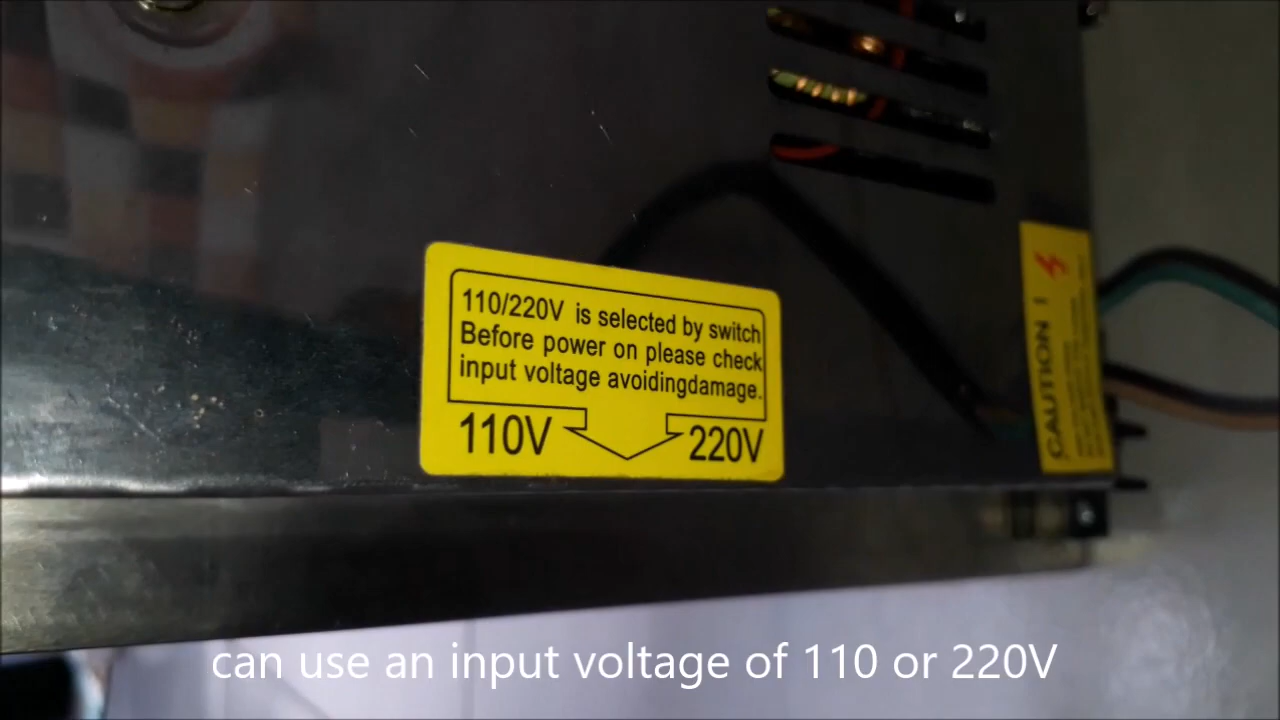 110/220V is selected by switch
Before power on please check
input voltage avoidingdamage.
110V 220V
CAUTION !
can use an input voltage of 110 or 220V